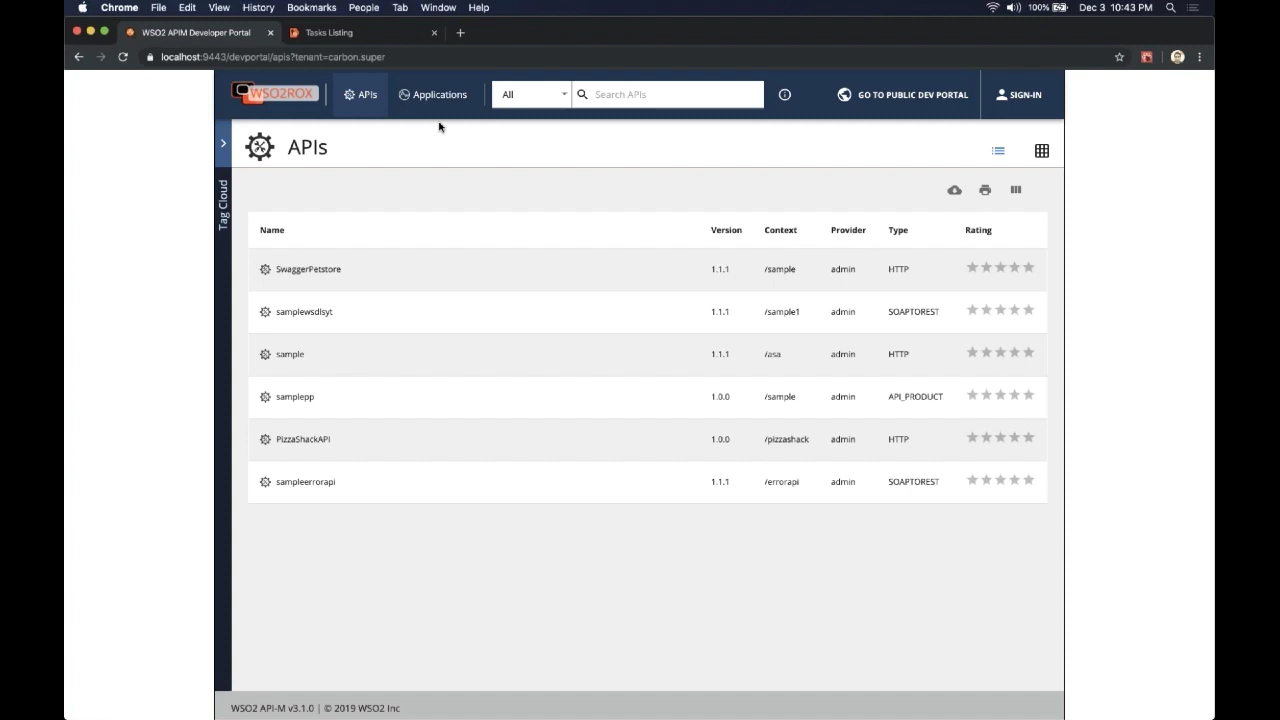 Chrome File Edit View History Bookmarks People Tab Window Help 100% Dec 3 10:43 PM
WSO2 APIM Developer Portal Tasks Listing
localhost:9443/devportal/apis?tenant=carbon.super
WSO2ROX APIs Applications All Search APIs GO TO PUBLIC DEV PORTAL SIGN-IN
APIs
Tag Cloud
Name Version Context Provider Type Rating
SwaggerPetstore 1.1.1 /sample admin HTTP
samplewsdlsyt 1.1.1 /sample1 admin SOAPTOREST
sample 1.1.1 /asa admin HTTP
samplepp 1.0.0 /sample admin API_PRODUCT
PizzaShackAPI 1.0.0 /pizzashack admin HTTP
sampleerrorapi 1.1.1 /errorapi admin SOAPTOREST
WSO2 API-M v3.1.0 | © 2019 WSO2 Inc